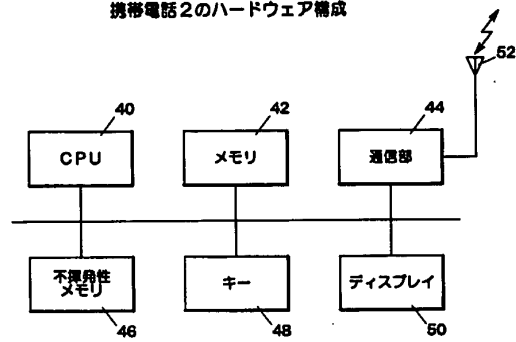 携帯電話2のハードウェア構成
52
40
42
44
CPU
メモリ
通信部
不揮発性
メモリ
キー
ディスプレイ
46
48
50